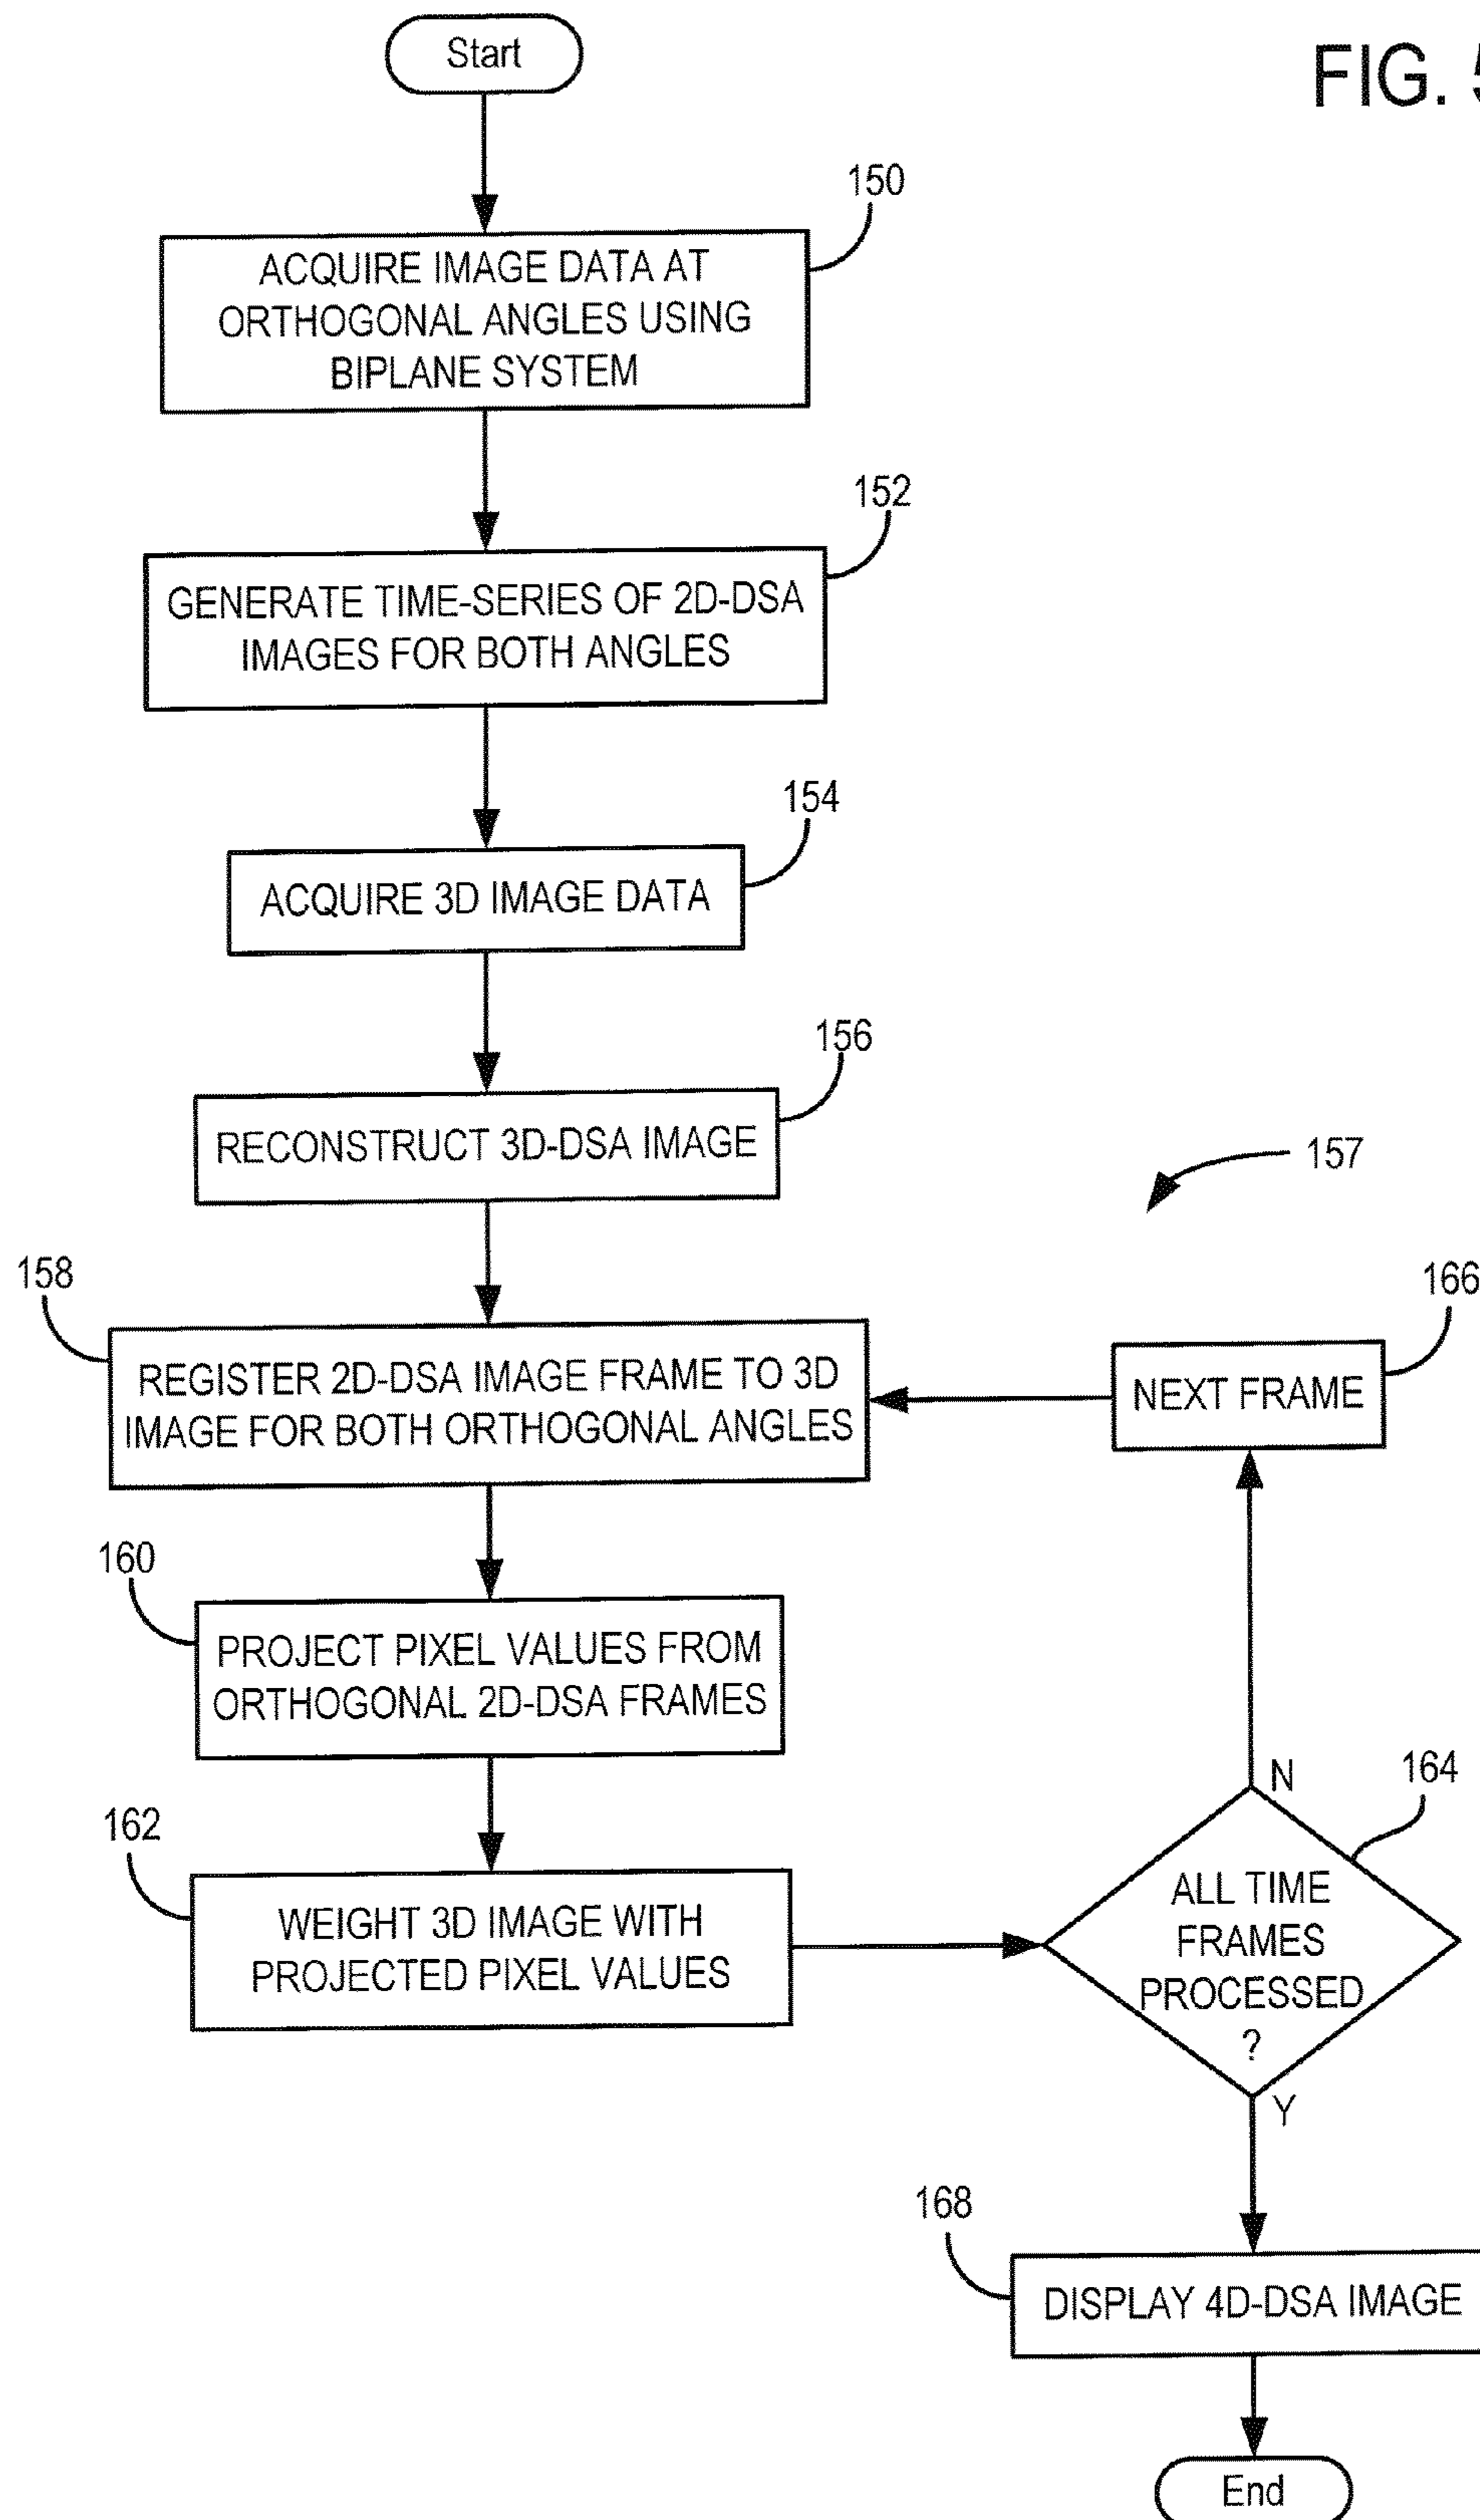 Start
FIG. 5
150
ACQUIRE IMAGE DATA AT
ORTHOGONAL ANGLES USING
BIPLANE SYSTEM
152
GENERATE TIME-SERIES OF 2D-DSA
IMAGES FOR BOTH ANGLES
154
ACQUIRE 3D IMAGE DATA
156
RECONSTRUCT 3D-DSA IMAGE
157
158
REGISTER 2D-DSA IMAGE FRAME TO 3D
IMAGE FOR BOTH ORTHOGONAL ANGLES
166
NEXT FRAME
160
PROJECT PIXEL VALUES FROM
ORTHOGONAL 2D-DSA FRAMES
162
WEIGHT 3D IMAGE WITH
PROJECTED PIXEL VALUES
N
164
ALL TIME
FRAMES
PROCESSED
?
Y
168
DISPLAY 4D-DSA IMAGE
End